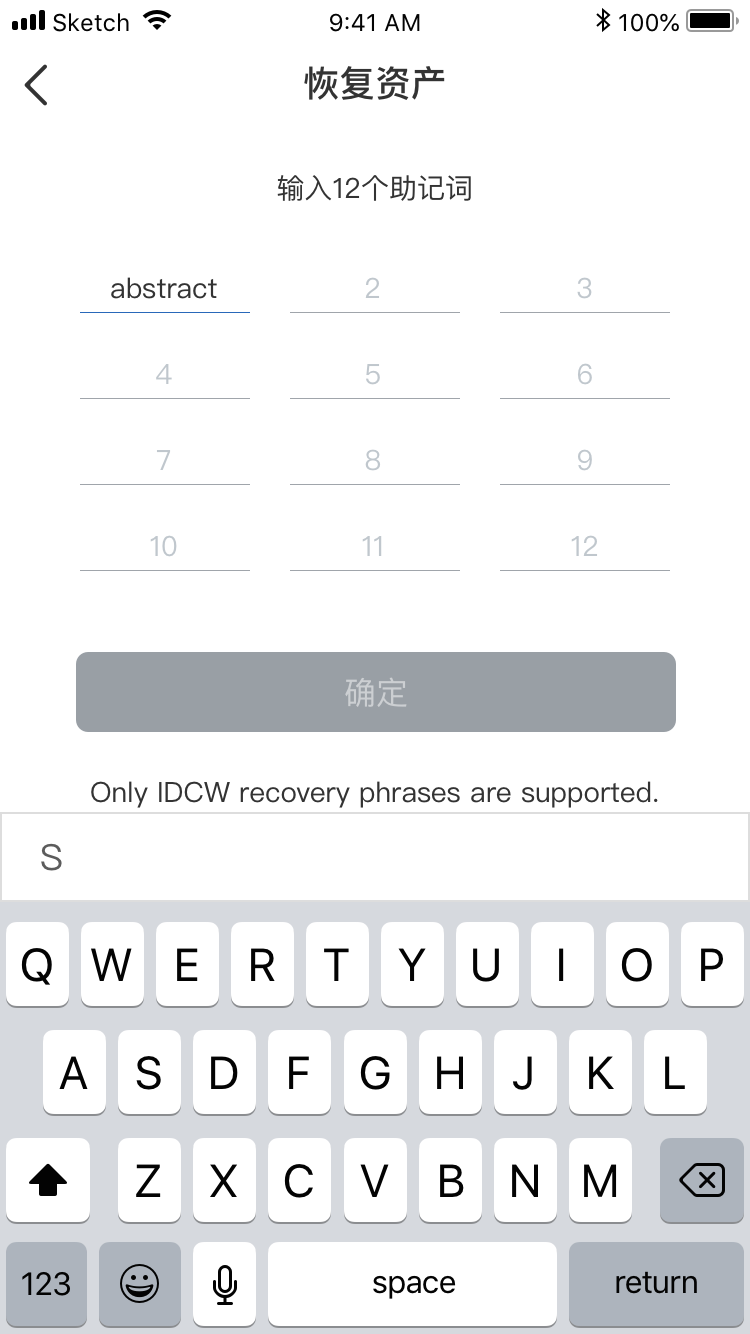 Sketch 9:41 AM 100%
恢复资产
输入12个助记词
abstract 2 3
4 5 6
7 8 9
10 11 12
确定
Only IDCW recovery phrases are supported.
S
Q W E R T Y U I O P
A S D F G H J K L
Z X C V B N M
123 space return